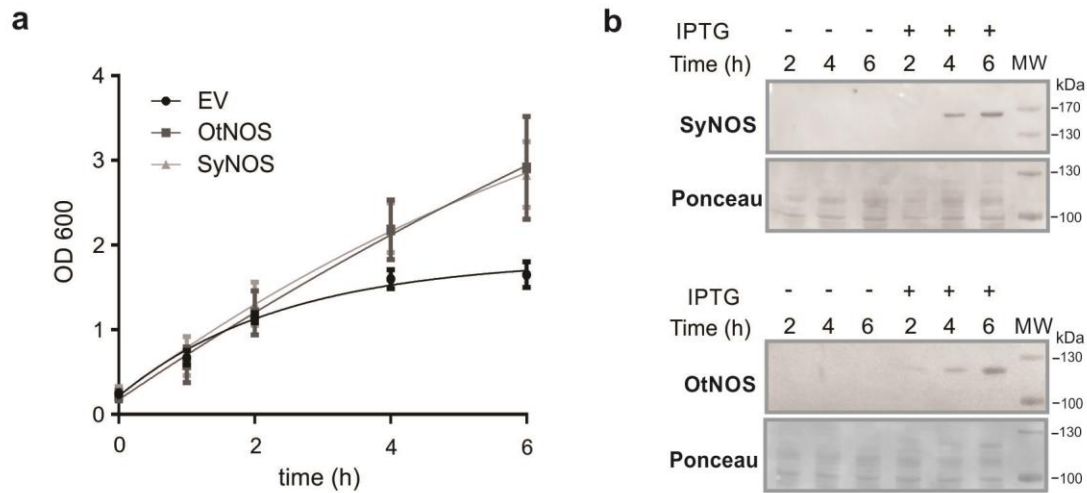 a
4
3
2
1
0
OD 600
EV
OtNOS
SyNOS
0 2 4 6
time (h)
b
IPTG - - - + + +
Time (h) 2 4 6 2 4 6 MW
kDa
SyNOS
-170
-130
Ponceau
-130
-100
IPTG - - - + + +
Time (h) 2 4 6 2 4 6 MW
kDa
OtNOS
-130
-100
Ponceau
-130
-100